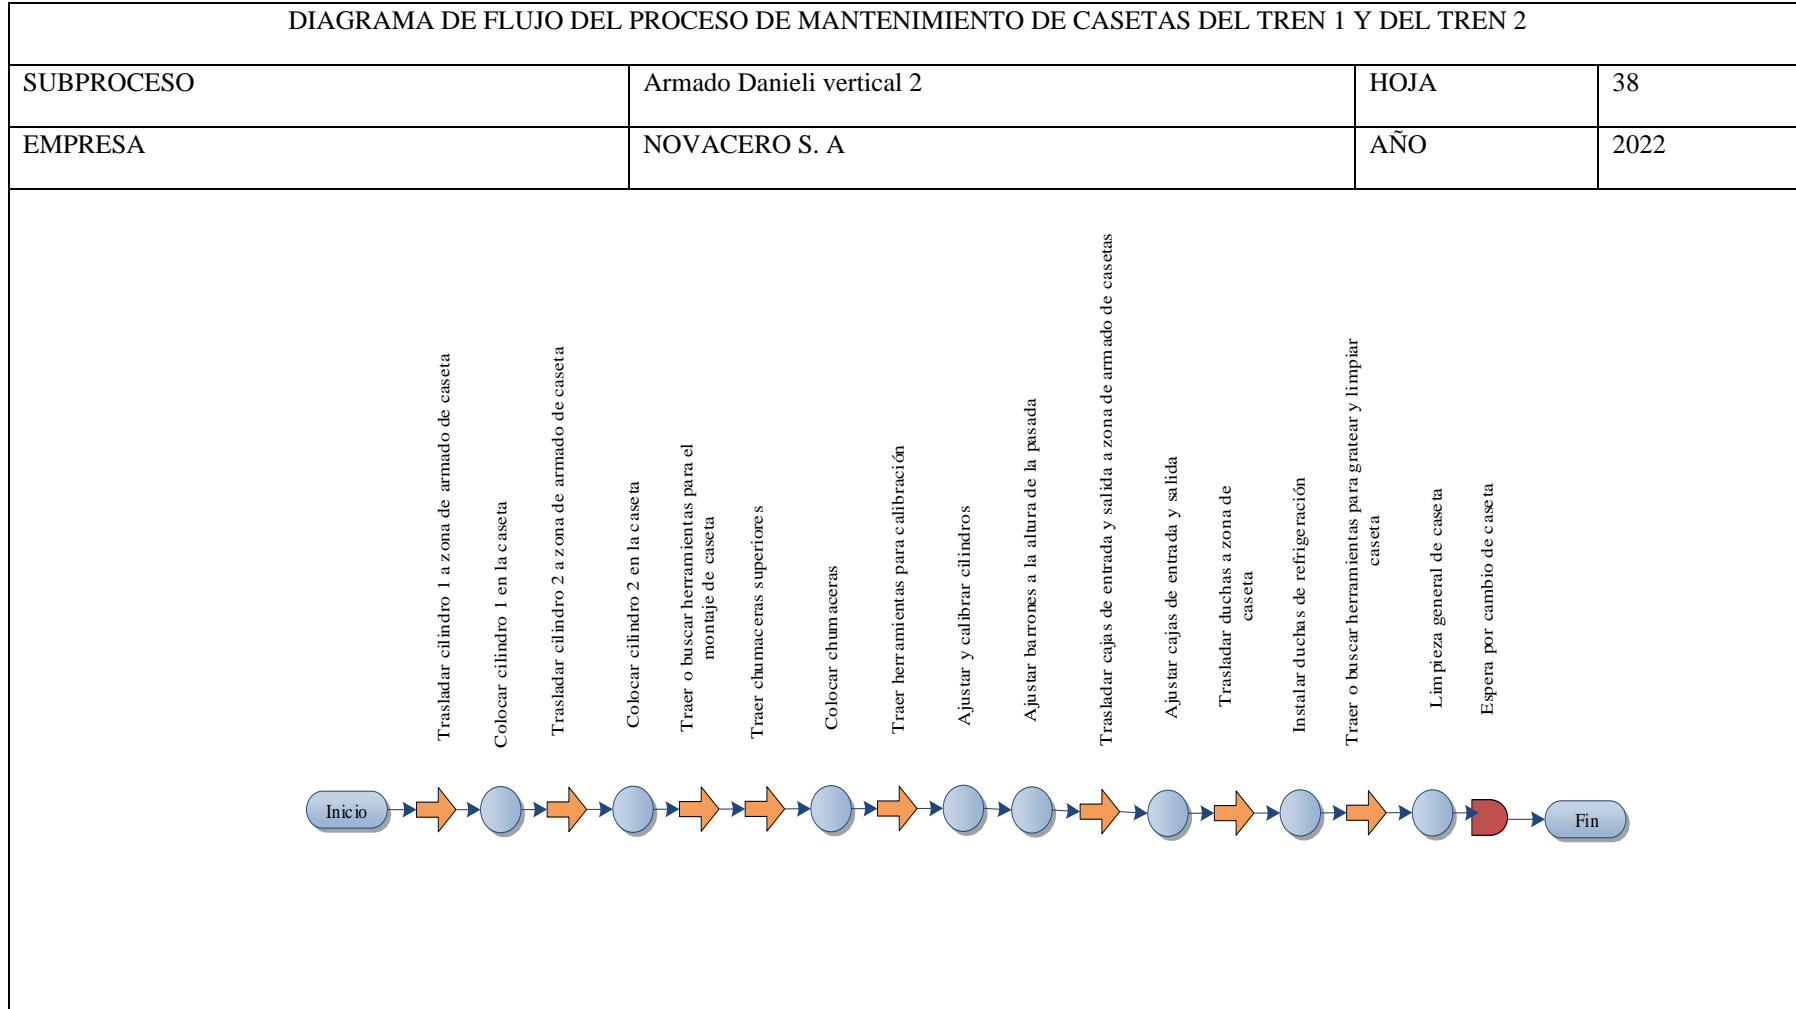 DIAGRAMA DE FLUJO DEL PROCESO DE MANTENIMIENTO DE CASETAS DEL TREN 1 Y DEL TREN 2
SUBPROCESO
Armado Danieli vertical 2
HOJA
38
EMPRESA
NOVACERO S. A
AÑO
2022
Trasladar cilindro 1 a zona de armado de caseta
Colocar cilindro 1 en la caseta
Trasladar cilindro 2 a zona de armado de caseta
Colocar cilindro 2 en la caseta
Traer o buscar herramientas para el
montaje de caseta
Traer chumaceras superiores
Colocar chumaceras
Traer herramientas para calibración
Ajustar y calibrar cilindros
Ajustar barrones a la altura de la pasada
Trasladar cajas de entrada y salida a zona de armado de casetas
Ajustar cajas de entrada y salida
Trasladar duchas a zona de
caseta
Instalar duchas de refrigeración
Traer o buscar herramientas para gratear y limpiar
caseta
Limpieza general de caseta
Espera por cambio de caseta
Inicio
Fin